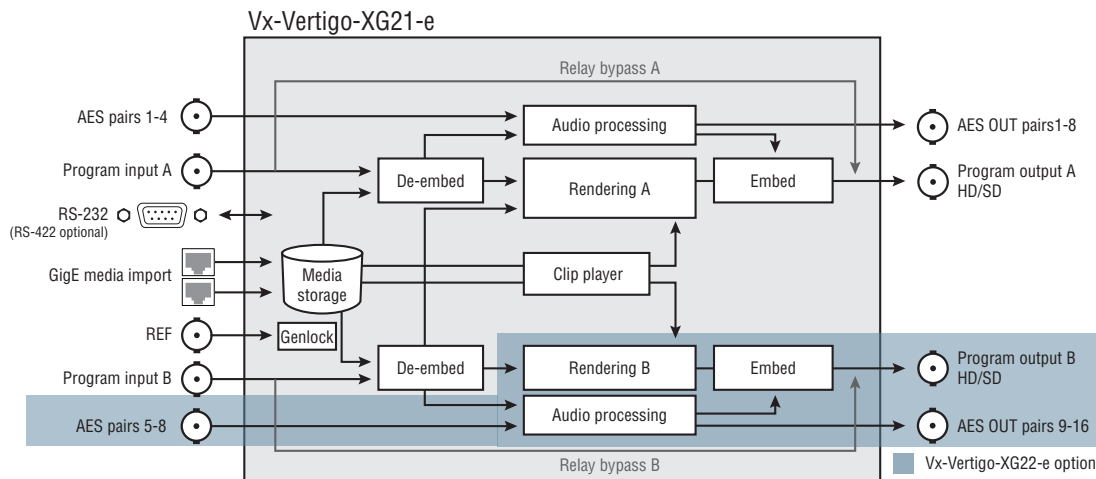 Vx-Vertigo-XG21-e
Relay bypass A
AES pairs 1-4
Audio processing
AES OUT pairs1-8
Program input A
De-embed
Rendering A
Embed
Program output A
HD/SD
RS-232
(RS-422 optional)
GigE media import
Media
storage
Clip player
REF
Genlock
Program input B
De-embed
Rendering B
Embed
Program output B
HD/SD
AES pairs 5-8
Audio processing
AES OUT pairs 9-16
Relay bypass B
Vx-Vertigo-XG22-e option